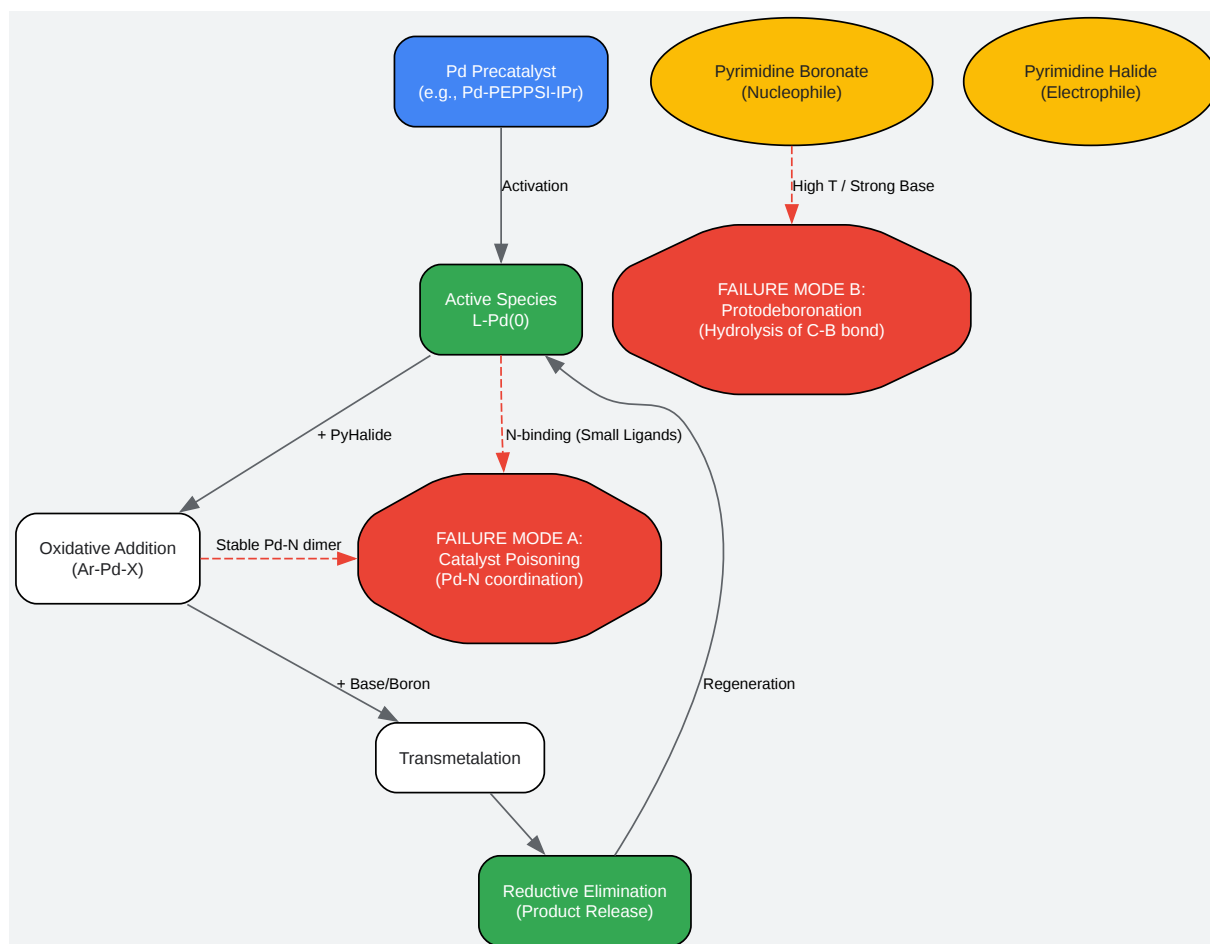 Pd Precatalyst
(e.g., Pd-PEPPSI-IPr)
Pyrimidine Boronate
(Nucleophile)
Pyrimidine Halide
(Electrophile)
Activation
High T / Strong Base
Active Species
L-Pd(0)
FAILURE MODE B:
Protodeboronation
(Hydrolysis of C-B bond)
+ PyHalide
N-binding (Small Ligands)
Oxidative Addition
(Ar-Pd-X)
Stable Pd-N dimer
FAILURE MODE A:
Catalyst Poisoning
(Pd-N coordination)
+ Base/Boron
Regeneration
Transmetalation
Reductive Elimination
(Product Release)